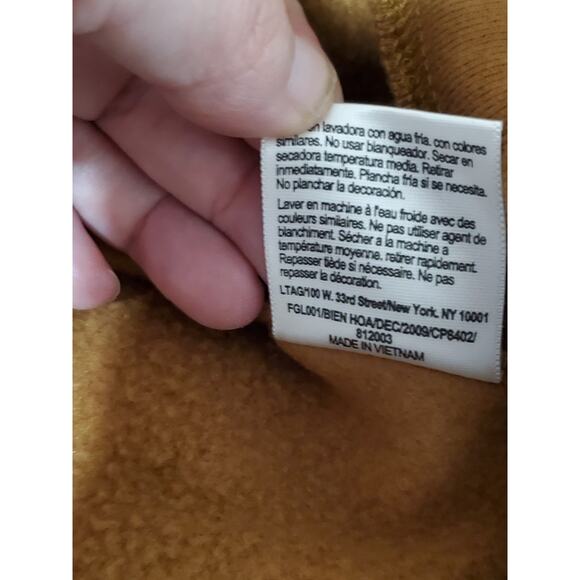 en lavadora con agua fría, con colores
similares. No usar blanqueador. Secar en
secadora temperatura media. Retirar
inmediatamente. Plancha fría si se necesita.
No planchar la decoración.
Laver en machine à l'eau froide avec des
couleurs similaires. Ne pas utiliser agent de
blanchiment. Sécher a la machine a
température moyenne, retirer rapidement.
Repasser tiède si nécessaire. Ne pas
repasser la décoration.
LTAG/100 W. 33rd Street/New York. NY 10001
FGL001/BIEN HOA/DEC/2009/CP8402/
812003
MADE IN VIETNAM